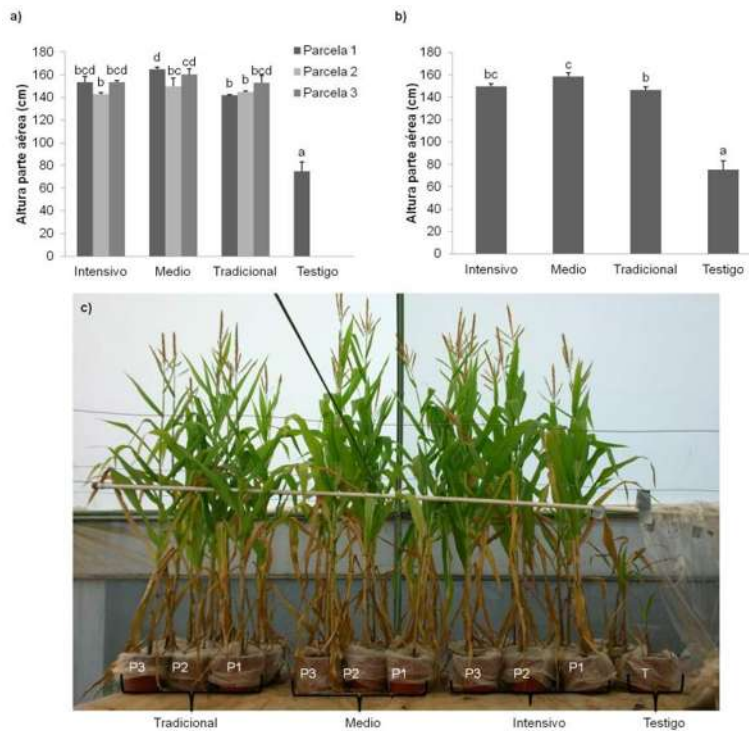 a)
Altura parte aérea (cm)
180
160
140
120
100
80
60
40
20
0
bcd b bcd
d bc cd
b b bcd
a
Parcela 1
Parcela 2
Parcela 3
Intensivo Medio Tradicional Testigo
b)
Altura parte aérea (cm)
180
160
140
120
100
80
60
40
20
0
bc c b a
Intensivo Medio Tradicional Testigo
c)
P3 P2 P1 P3 P2 P1 P3 P2 P1 T
Tradicional Medio Intensivo Testigo